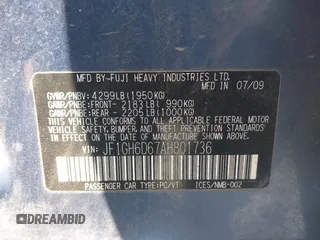 MFD BY-FUJI HEAVY INDUSTRIES LTD.
MFD IN 07/09
GVWR/PNBV: 4299LB(1950KG)
GAWR/PNBE:FRONT- 2183LB( 990KG)
GAWR/PNBE:REAR - 2205LB(1000KG)
THIS VEHICLE CONFORMS TO ALL APPLICABLE FEDERAL MOTOR
VEHICLE SAFETY, BUMPER, AND THEFT PREVENTION STANDARDS
IN EFFECT ON THE DATE OF MANUFACTURE SHOWN ABOVE.
VIN: JF1GH6D67AH801736
PASSENGER CAR TYPE:PC/VT ICES/NMB-002
DREAMBID